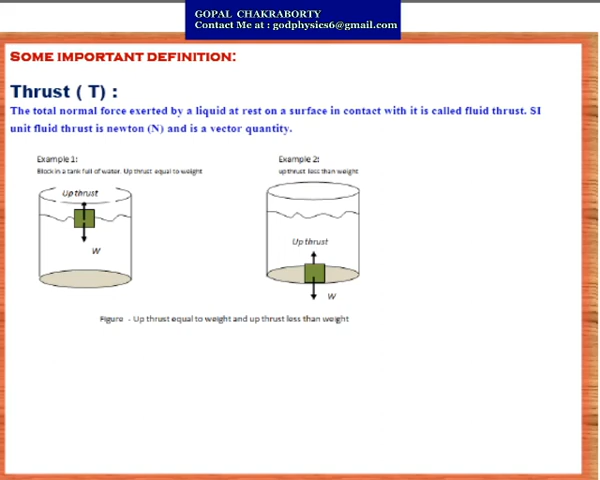 GOPAL CHAKRABORTY
Contact Me at : godphysics6@gmail.com
SOME IMPORTANT DEFINITION:
Thrust ( T) :
The total normal force exerted by a liquid at rest on a surface in contact with it is called fluid thrust. SI
unit fluid thrust is newton (N) and is a vector quantity.
Example 1:
Block in a tank full of water. Up thrust equal to weight
Up thrust
W
Example 2:
up thrust less than weight
Up thrust
W
Figure - Up thrust equal to weight and up thrust less than weight